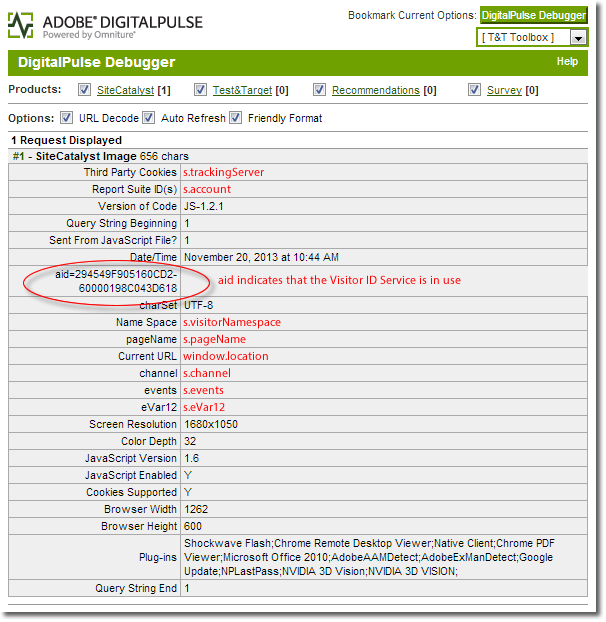 ADOBE® DIGITALPULSE
Powered by Omniture®
Bookmark Current Options: DigitalPulse Debugger
[ T&T Toolbox ]
DigitalPulse Debugger Help
Products: SiteCatalyst [1] Test&Target [0] Recommendations [0] Survey [0]
Options: URL Decode Auto Refresh Friendly Format
1 Request Displayed
#1 - SiteCatalyst Image 656 chars
Third Party Cookies s.trackingServer
Report Suite ID(s) s.account
Version of Code JS-1.2.1
Query String Beginning 1
Sent From JavaScript File? 1
Date/Time November 20, 2013 at 10:44 AM
aid=294549F905160CD2-
60000198C043D618
aid indicates that the Visitor ID Service is in use
charSet UTF-8
Name Space s.visitorNamespace
pageName s.pageName
Current URL window.location
channel s.channel
events s.events
eVar12 s.eVar12
Screen Resolution 1680x1050
Color Depth 32
JavaScript Version 1.6
JavaScript Enabled Y
Cookies Supported Y
Browser Width 1262
Browser Height 600
Plug-ins Shockwave Flash;Chrome Remote Desktop Viewer;Native Client;Chrome PDF
Viewer;Microsoft Office 2010;AdobeAAMDetect;AdobeExManDetect;Google
Update;NPLastPass;NVIDIA 3D Vision;NVIDIA 3D VISION;
Query String End 1